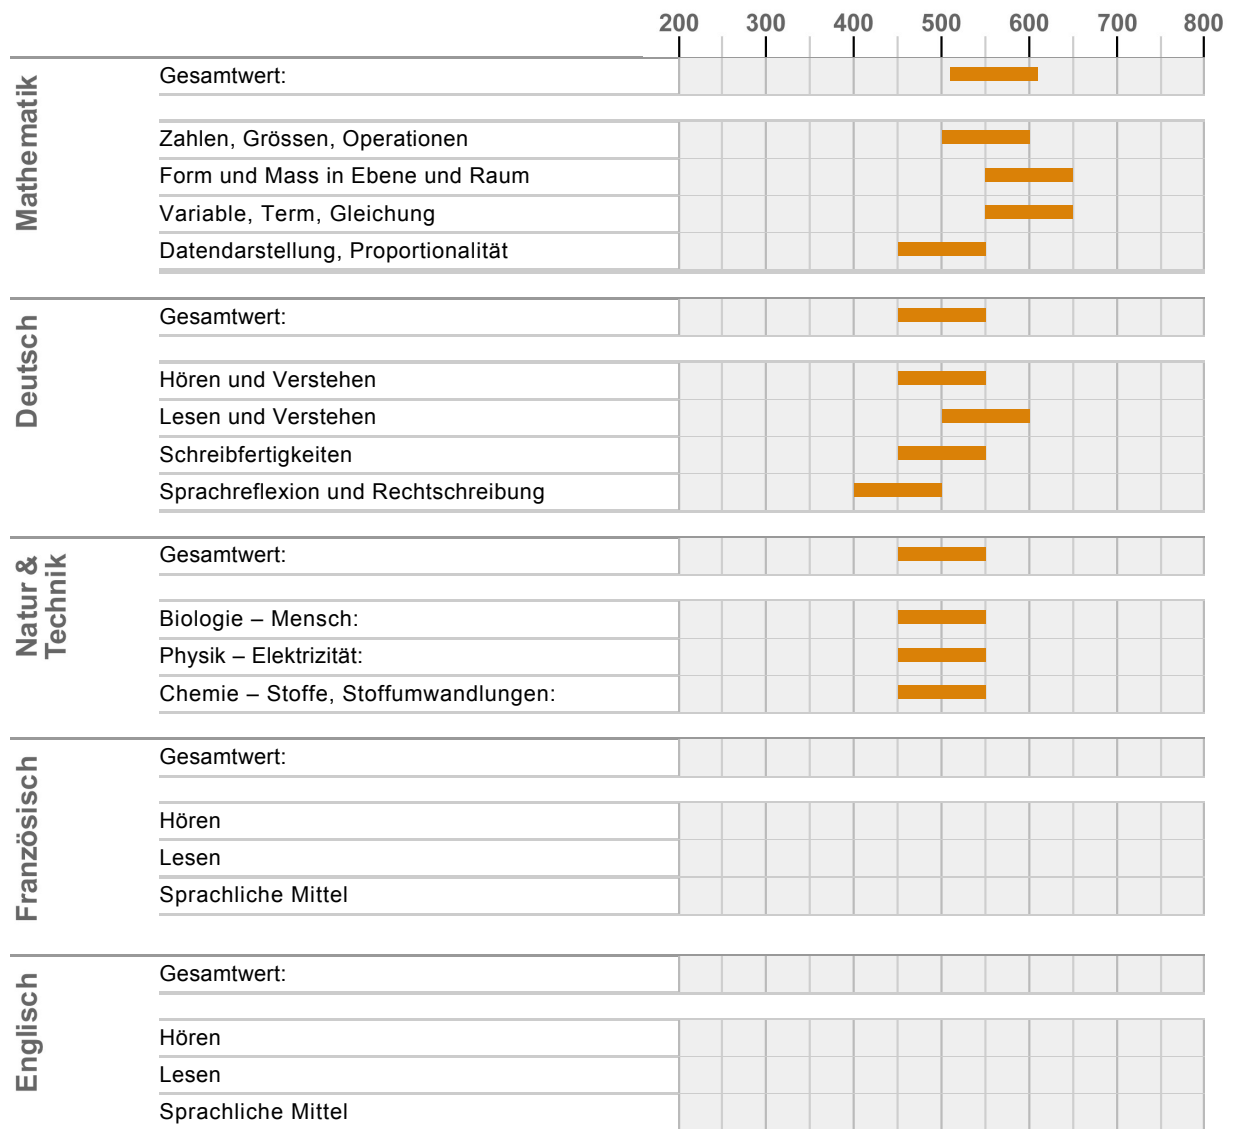 200 300 400 500 600 700 800
Mathematik
Gesamtwert:
Zahlen, Grössen, Operationen
Form und Mass in Ebene und Raum
Variable, Term, Gleichung
Datendarstellung, Proportionalität
Deutsch
Gesamtwert:
Hören und Verstehen
Lesen und Verstehen
Schreibfertigkeiten
Sprachreflexion und Rechtschreibung
Natur &
Technik
Gesamtwert:
Biologie – Mensch:
Physik – Elektrizität:
Chemie – Stoffe, Stoffumwandlungen:
Französisch
Gesamtwert:
Hören
Lesen
Sprachliche Mittel
Englisch
Gesamtwert:
Hören
Lesen
Sprachliche Mittel